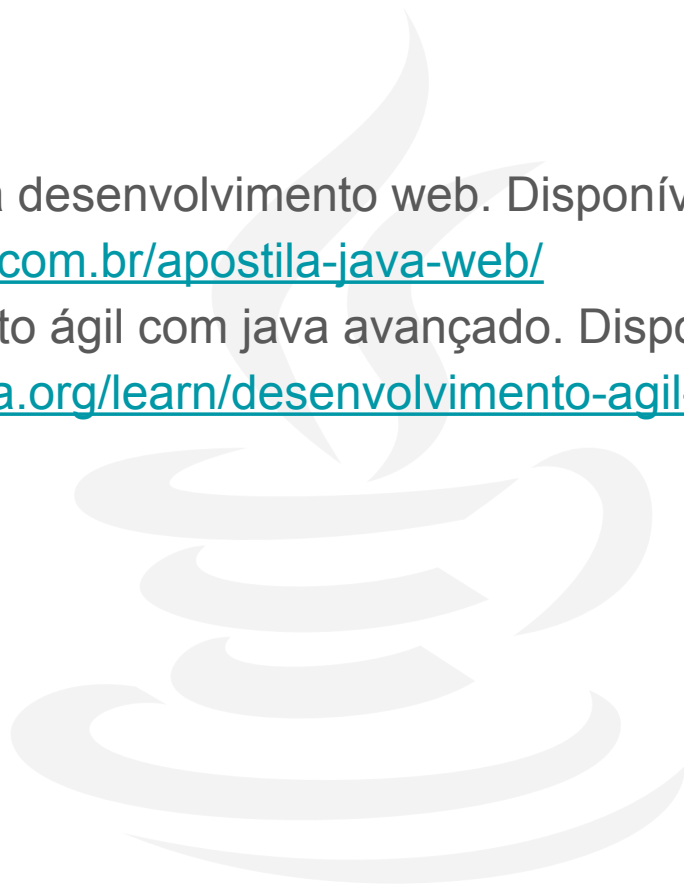 desenvolvimento web. Disponív
com.br/apostila-java-web/
to ágil com java avançado. Dispo
a.org/learn/desenvolvimento-agil